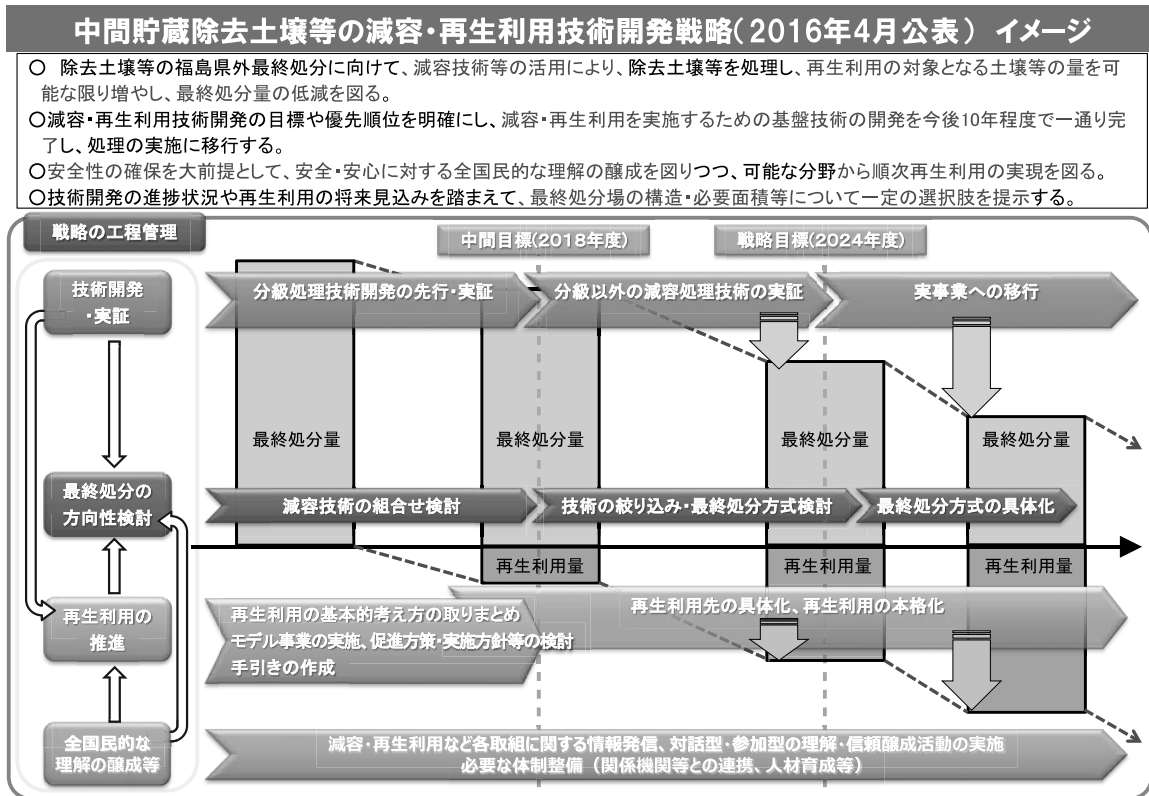 中間貯蔵除去土壌等の減容・再生利用技術開発戦略(2016年4月公表) イメージ
○ 除去土壌等の福島県外最終処分に向けて、減容技術等の活用により、除去土壌等を処理し、再生利用の対象となる土壌等の量を可
能な限り増やし、最終処分量の低減を図る。
○減容・再生利用技術開発の目標や優先順位を明確にし、減容・再生利用を実施するための基盤技術の開発を今後10年程度で一通り完
了し、処理の実施に移行する。
○安全性の確保を大前提として、安全・安心に対する全国民的な理解の醸成を図りつつ、可能な分野から順次再生利用の実現を図る。
○技術開発の進捗状況や再生利用の将来見込みを踏まえて、最終処分場の構造・必要面積等について一定の選択肢を提示する。
戦略の工程管理
中間目標(2018年度)
戦略目標(2024年度)
技術開発
・実証
分級処理技術開発の先行・実証
分級以外の減容処理技術の実証
実事業への移行
最終処分量
最終処分量
最終処分量
最終処分量
最終処分の
方向性検討
減容技術の組合せ検討
技術の絞り込み・最終処分方式検討
最終処分方式の具体化
再生利用量
再生利用量
再生利用量
再生利用の
推進
再生利用の基本的考え方の取りまとめ
モデル事業の実施、促進方策・実施方針等の検討
手引きの作成
再生利用先の具体化、再生利用の本格化
全国民的な
理解の醸成等
減容・再生利用など各取組に関する情報発信、対話型・参加型の理解・信頼醸成活動の実施
必要な体制整備（関係機関等との連携、人材育成等）